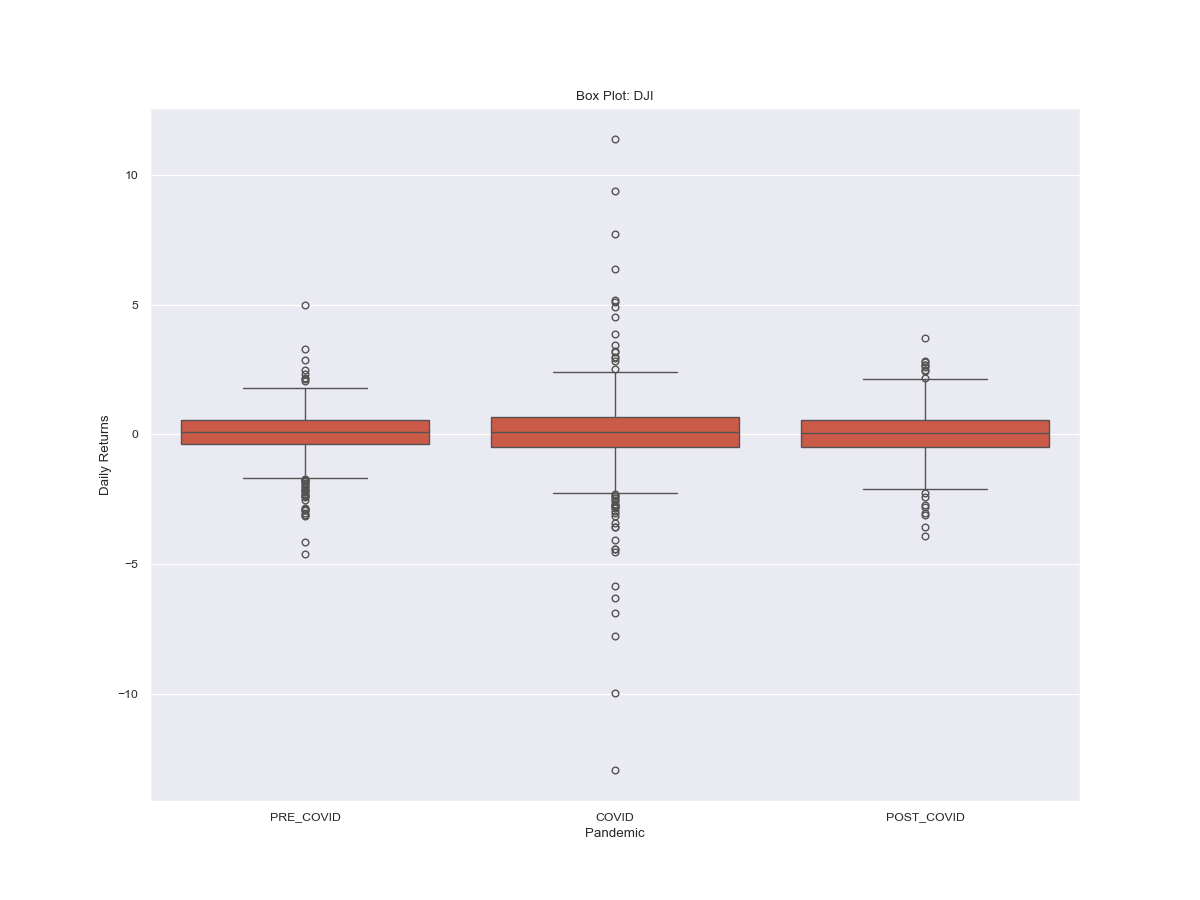 Box Plot: DJI
10
5
0
−5
−10
Daily Returns
PRE_COVID
COVID
POST_COVID
Pandemic